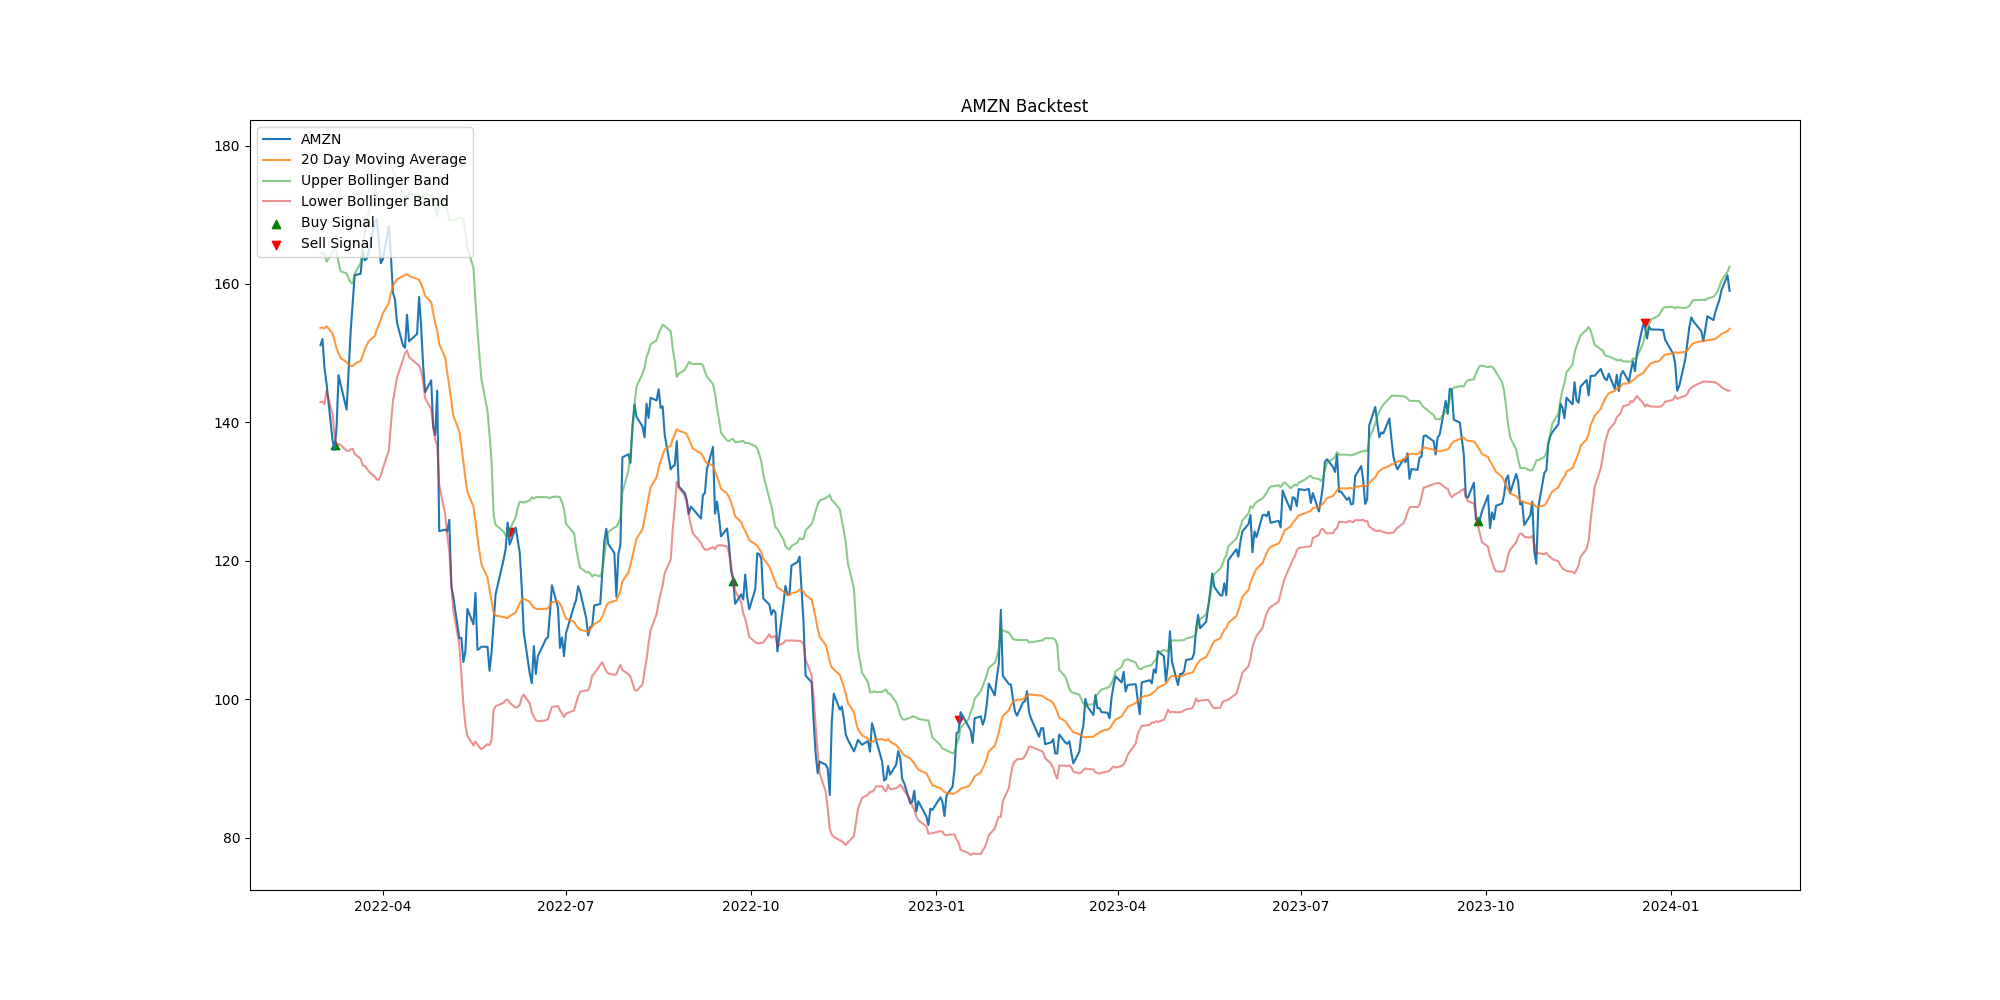 AMZN Backtest
AMZN
20 Day Moving Average
Upper Bollinger Band
Lower Bollinger Band
Buy Signal
Sell Signal
180
160
140
120
100
80
2022-04
2022-07
2022-10
2023-01
2023-04
2023-07
2023-10
2024-01